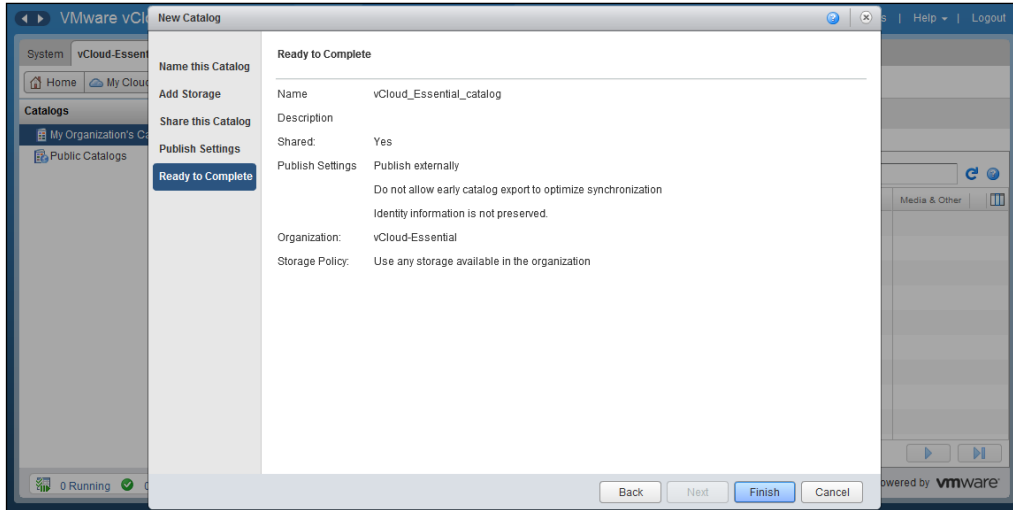 VMware vCl
New Catalog
s | Help | Logout
System vCloud-Essent
Home My Clou
Catalogs
My Organization's Ca
Public Catalogs
Name this Catalog
Add Storage
Share this Catalog
Publish Settings
Ready to Complete
Ready to Complete
Name vCloud_Essential_catalog
Description
Shared: Yes
Publish Settings Publish externally
Do not allow early catalog export to optimize synchronization
Identity information is not preserved.
Organization: vCloud-Essential
Storage Policy: Use any storage available in the organization
Media & Other
Back Next Finish Cancel
0 Running
owered by vmware